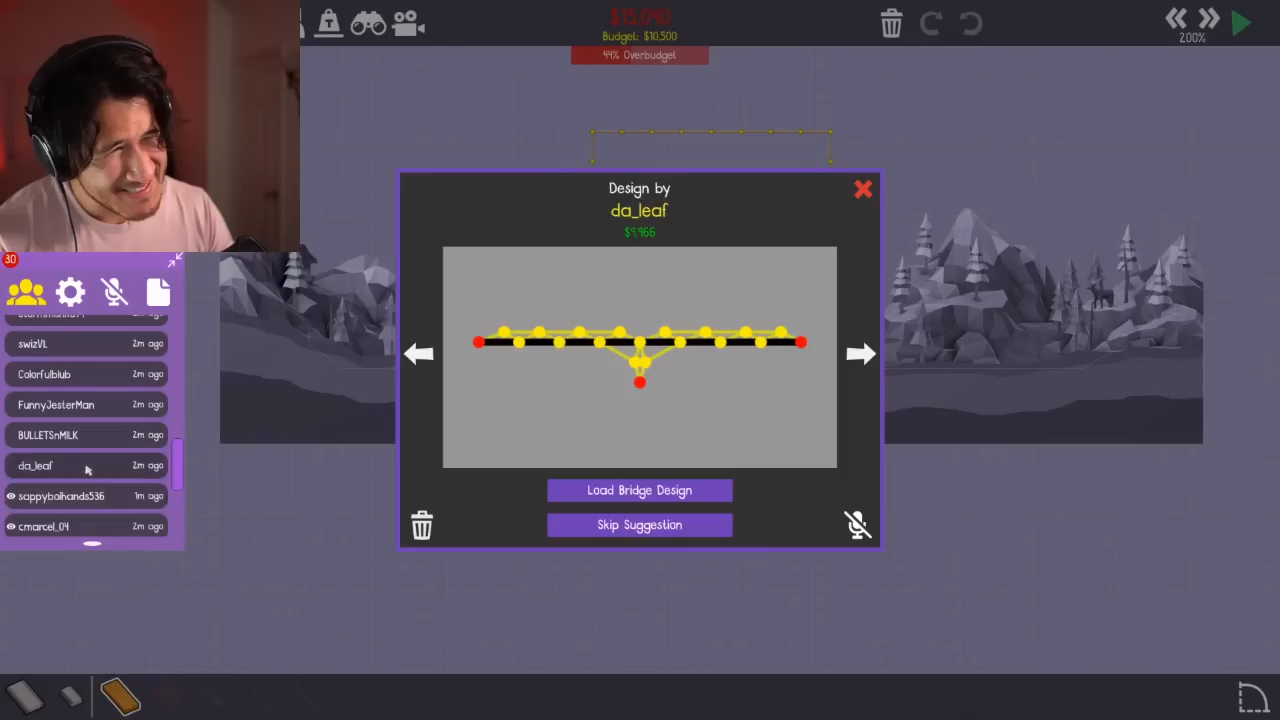 $15,040
Budget: $10,500
44% Overbudget
200%
Design by
da_leaf
$9,966
30
swizVL
2m ago
Colorfulblub
2m ago
FunnyJesterMan
2m ago
BULLETSnMILK
2m ago
da_leaf
2m ago
sappyboihands536
1m ago
cmarcel_04
2m ago
Load Bridge Design
Skip Suggestion